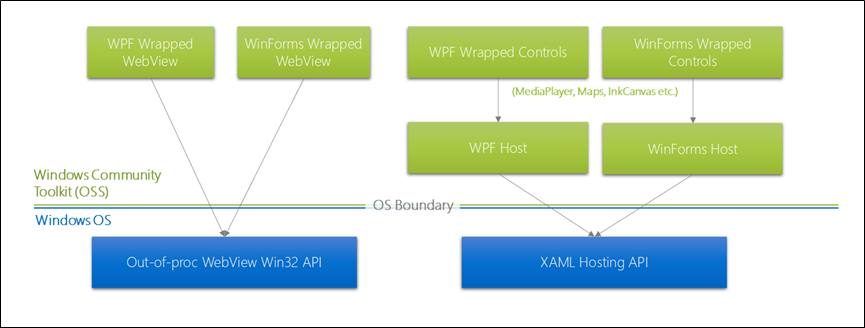 WPF Wrapped
WebView
WinForms Wrapped
WebView
WPF Wrapped Controls
WinForms Wrapped
Controls
(MediaPlayer, Maps, InkCanvas etc.)
WPF Host
WinForms Host
Windows Community
Toolkit (OSS)
OS Boundary
Windows OS
Out-of-proc WebView Win32 API
XAML Hosting API